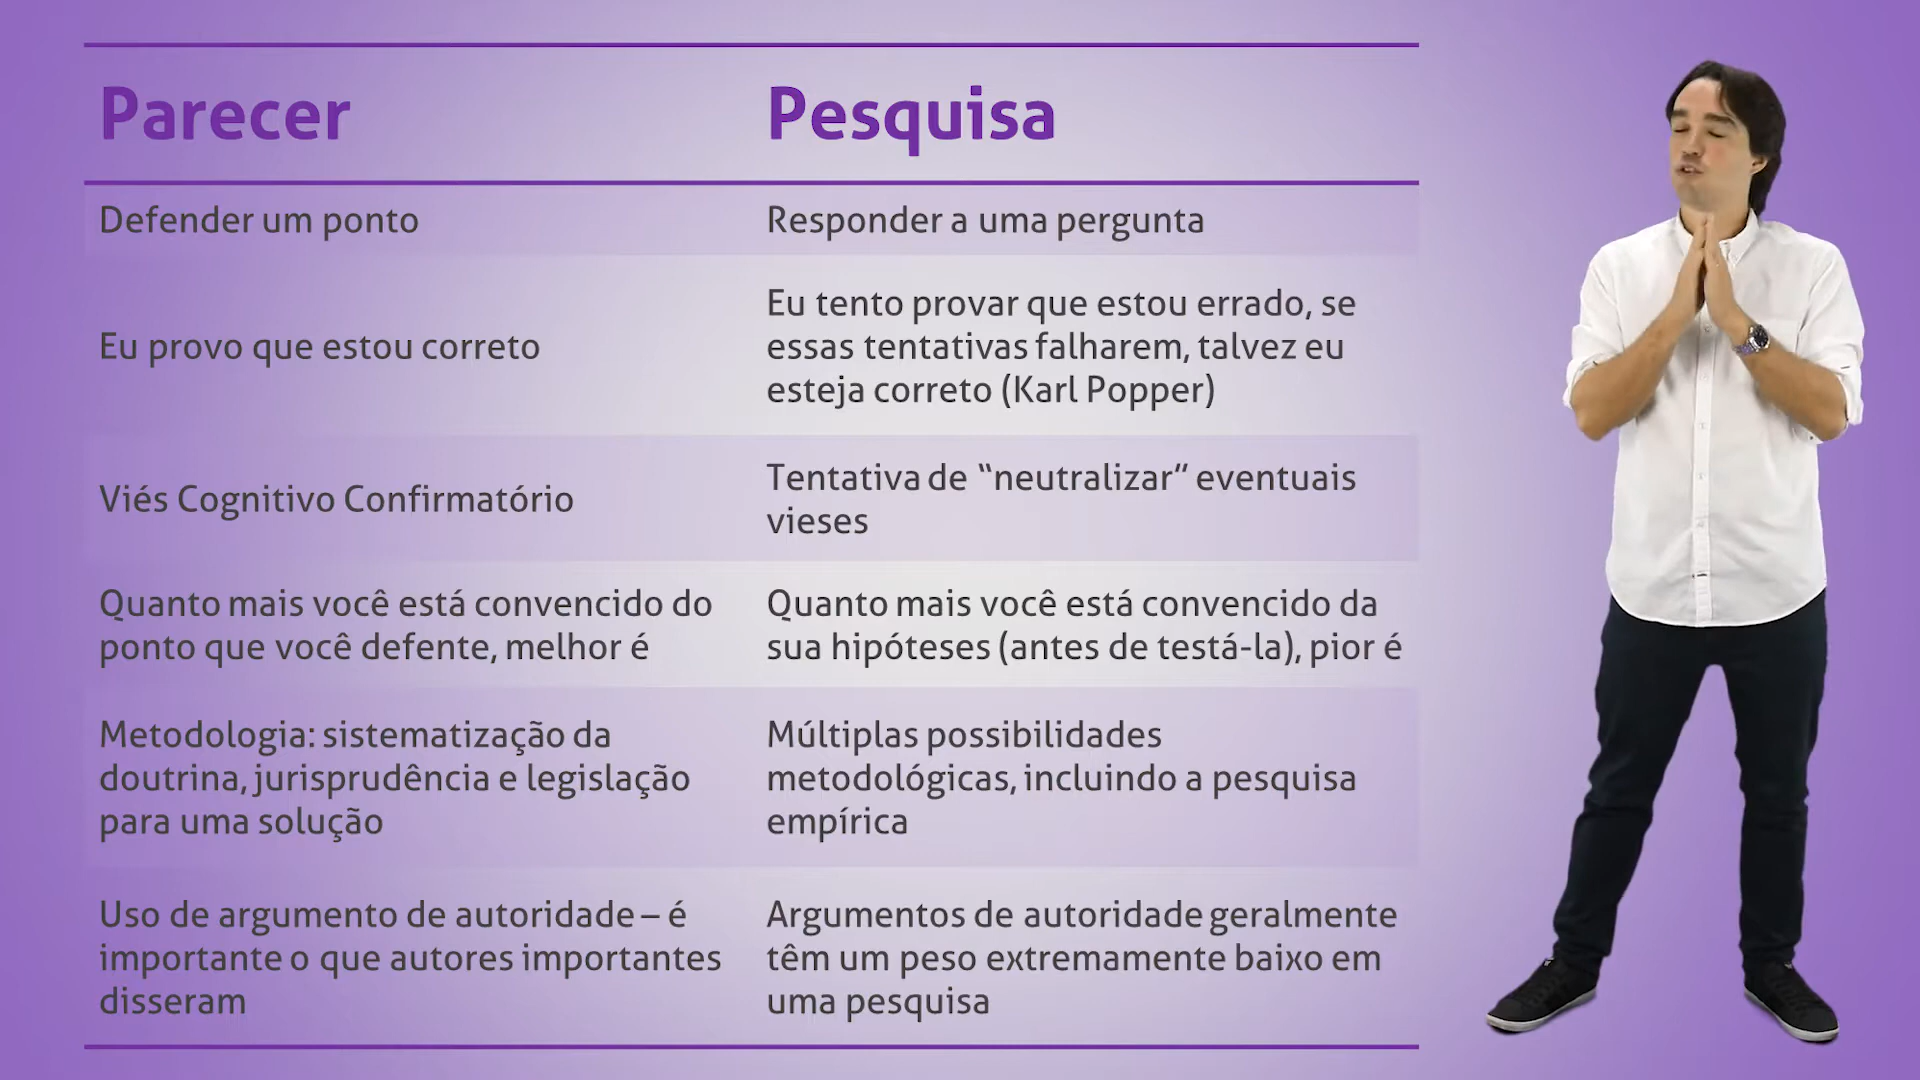 Parecer
Pesquisa
Defender um ponto
Responder a uma pergunta
Eu provo que estou correto
Eu tento provar que estou errado, se
essas tentativas falharem, talvez eu
esteja correto (Karl Popper)
Viés Cognitivo Confirmatório
Tentativa de “neutralizar” eventuais
vieses
Quanto mais você está convencido do
ponto que você defente, melhor é
Quanto mais você está convencido da
sua hipóteses (antes de testá-la), pior é
Metodologia: sistematização da
doutrina, jurisprudência e legislação
para uma solução
Múltiplas possibilidades
metodológicas, incluindo a pesquisa
empírica
Uso de argumento de autoridade – é
importante o que autores importantes
disseram
Argumentos de autoridade geralmente
têm um peso extremamente baixo em
uma pesquisa